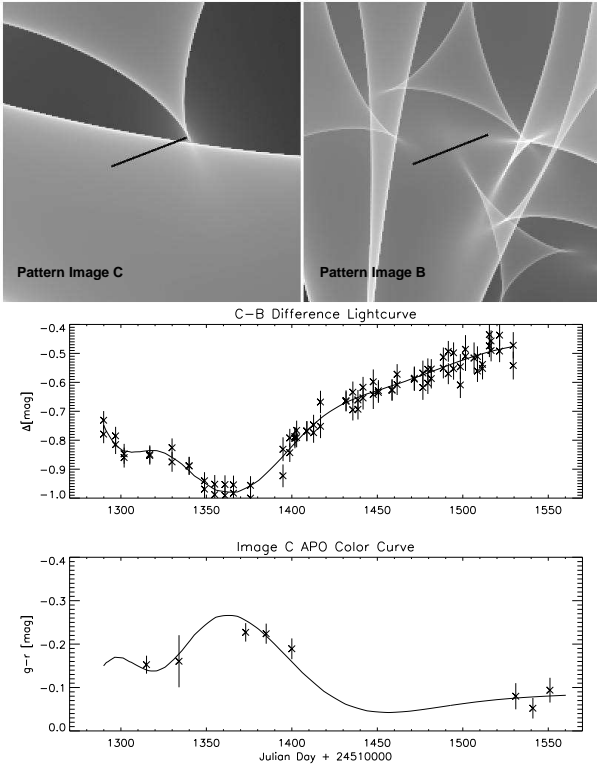 Pattern Image C
Pattern Image B
C-B Difference Lightcurve
-0.4
-0.5
-0.6
-0.7
-0.8
-0.9
-1.0
Δ[mag]
1300 1350 1400 1450 1500 1550
Image C APO Color Curve
-0.4
-0.3
-0.2
-0.1
0.0
g-r [mag]
1300 1350 1400 1450 1500 1550
Julian Day + 24510000